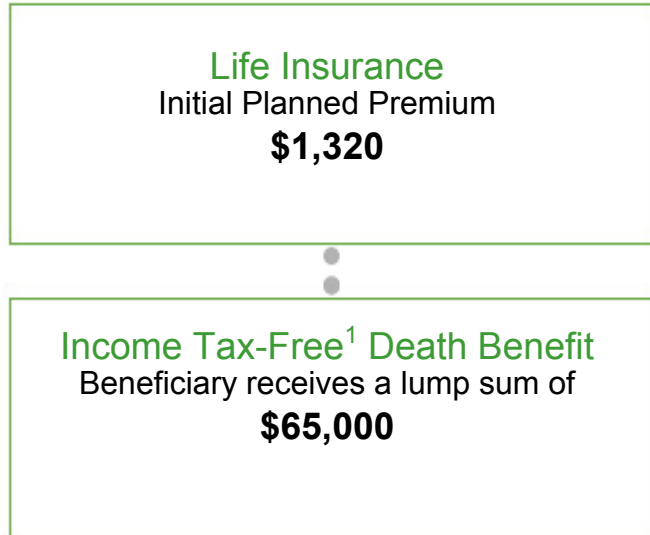 Life Insurance
Initial Planned Premium
$1,320
Income Tax-Free¹ Death Benefit
Beneficiary receives a lump sum of
$65,000